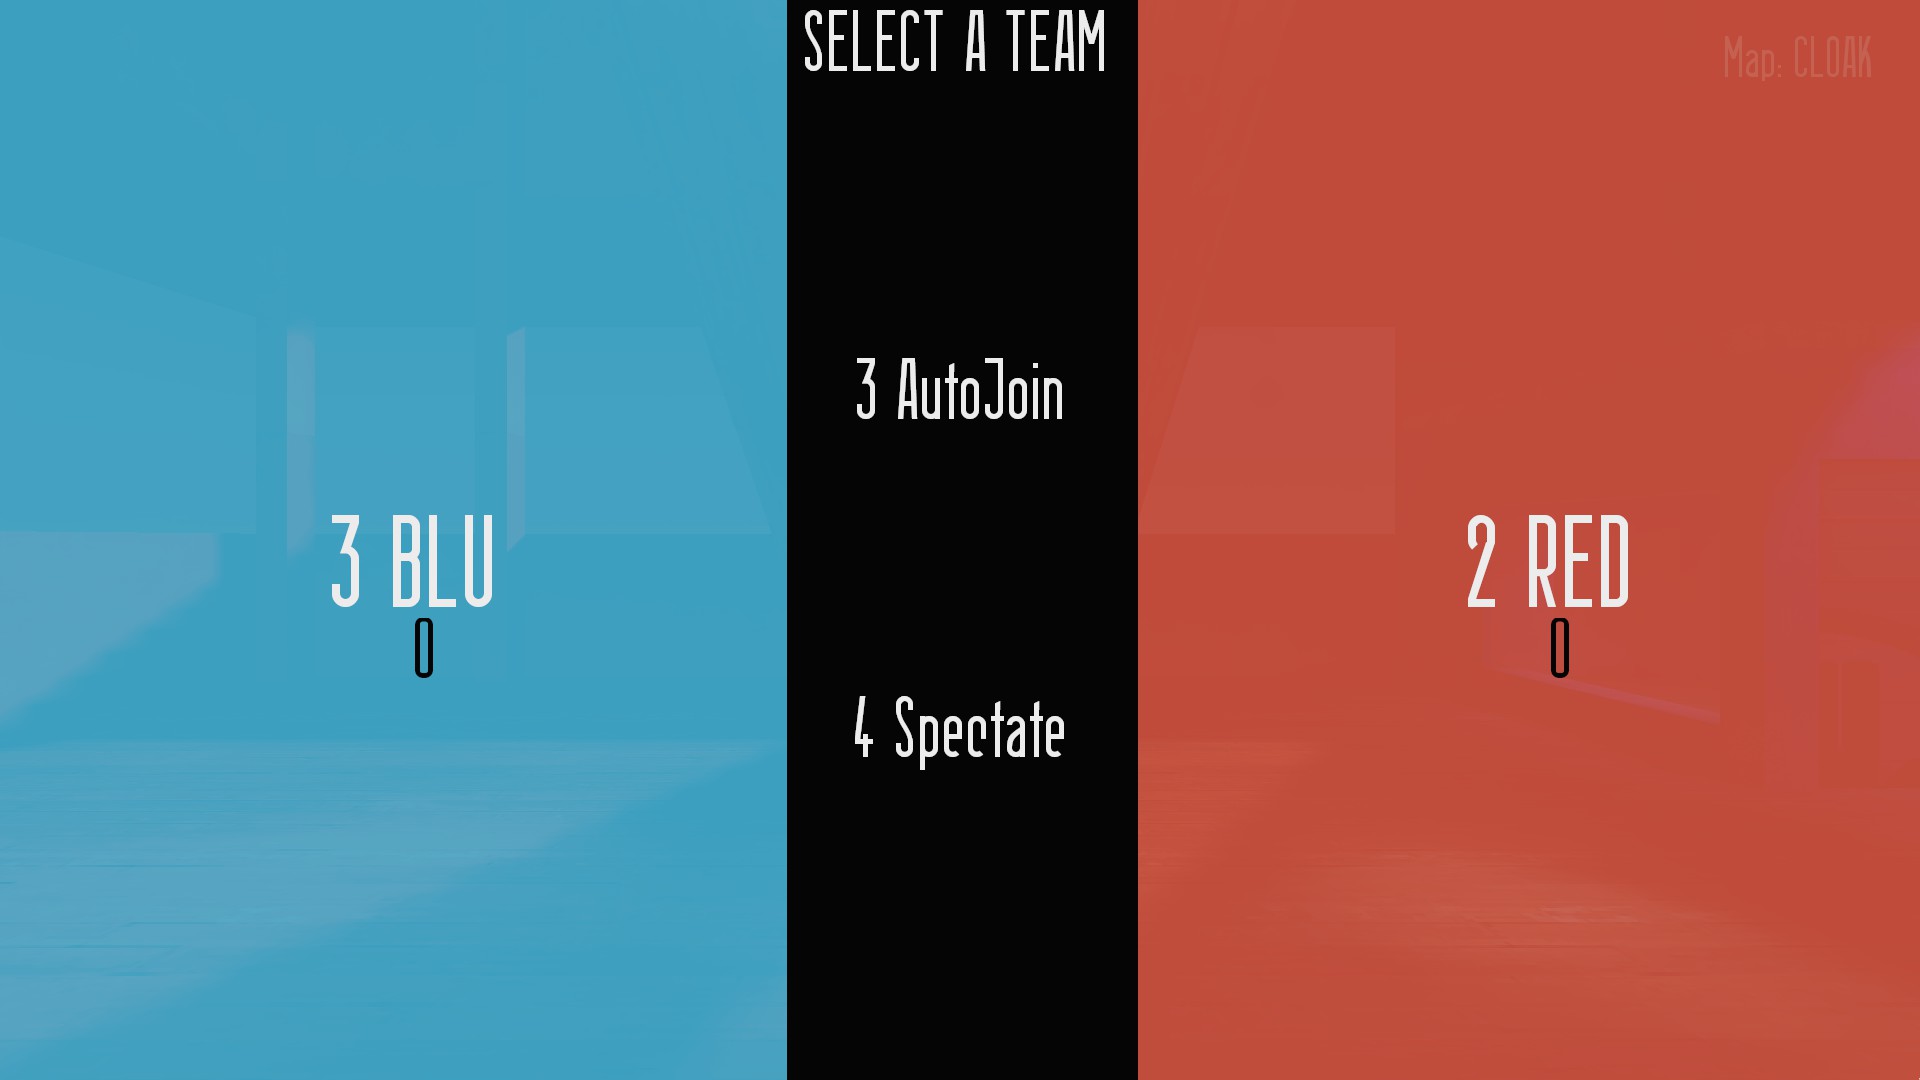 SELECT A TEAM
Map: CLOAK
3 AutoJoin
3 BLU
0
2 RED
0
4 Spectate